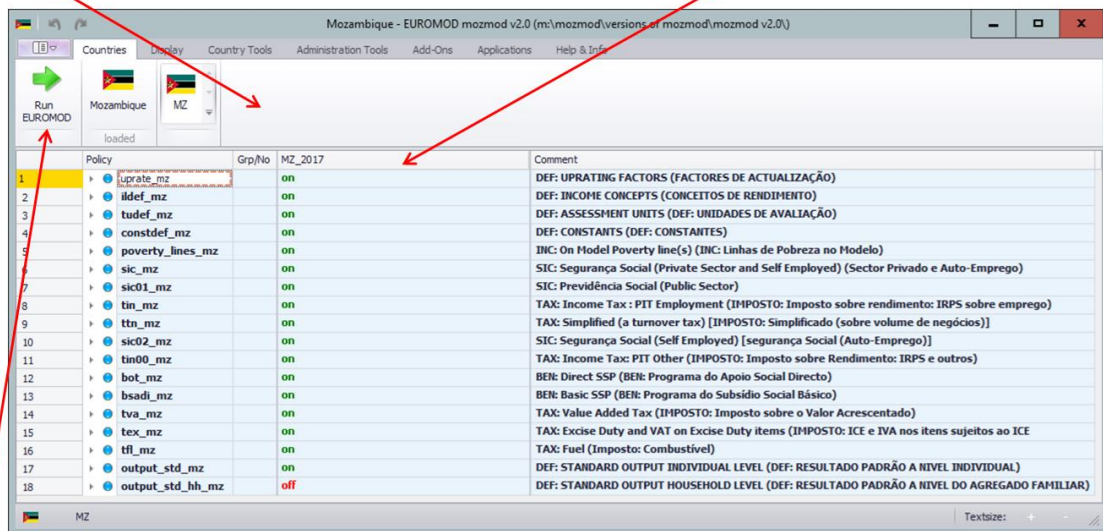 Mozambique - EUROMOD mozmod v2.0 (m:\mozmod\versions of mozmod\mozmod v2.0\)
Countries Display Country Tools Administration Tools Add-Ons Applications Help & Info
Run EUROMOD
Mozambique
MZ
loaded
Policy Grp/No MZ_2017 Comment
1 uprate_mz on DEF: UPRATING FACTORS (FACTORES DE ACTUALIZAÇÃO)
2 ildef_mz on DEF: INCOME CONCEPTS (CONCEITOS DE RENDIMENTO)
3 tudef_mz on DEF: ASSESSMENT UNITS (DEF: UNIDADES DE AVALIAÇÃO)
4 constdef_mz on DEF: CONSTANTS (DEF: CONSTANTES)
5 poverty_lines_mz on INC: On Model Poverty line(s) (INC: Linhas de Pobreza no Modelo)
6 sic_mz on SIC: Segurança Social (Private Sector and Self Employed) (Sector Privado e Auto-Emprego)
7 sic01_mz on SIC: Previdência Social (Public Sector)
8 tin_mz on TAX: Income Tax : PIT Employment (IMPOSTO: Imposto sobre rendimento: IRPS sobre emprego)
9 ttn_mz on TAX: Simplified (a turnover tax) [IMPOSTO: Simplificado (sobre volume de negócios)]
10 sic02_mz on SIC: Segurança Social (Self Employed) [segurança Social (Auto-Emprego)]
11 tin00_mz on TAX: Income Tax: PIT Other (IMPOSTO: Imposto sobre Rendimento: IRPS e outros)
12 bot_mz on BEN: Direct SSP (BEN: Programa do Apoio Social Directo)
13 bsadi_mz on BEN: Basic SSP (BEN: Programa do Subsídio Social Básico)
14 tva_mz on TAX: Value Added Tax (IMPOSTO: Imposto sobre o Valor Acrescentado)
15 tex_mz on TAX: Excise Duty and VAT on Excise Duty items (IMPOSTO: ICE e IVA nos itens sujeitos ao ICE
16 tfl_mz on TAX: Fuel (Imposto: Combustível)
17 output_std_mz on DEF: STANDARD OUTPUT INDIVIDUAL LEVEL (DEF: RESULTADO PADRÃO A NIVEL INDIVIDUAL)
18 output_std_hh_mz off DEF: STANDARD OUTPUT HOUSEHOLD LEVEL (DEF: RESULTADO PADRÃO A NIVEL DO AGREGADO FAMILIAR)
MZ Textsize: + -